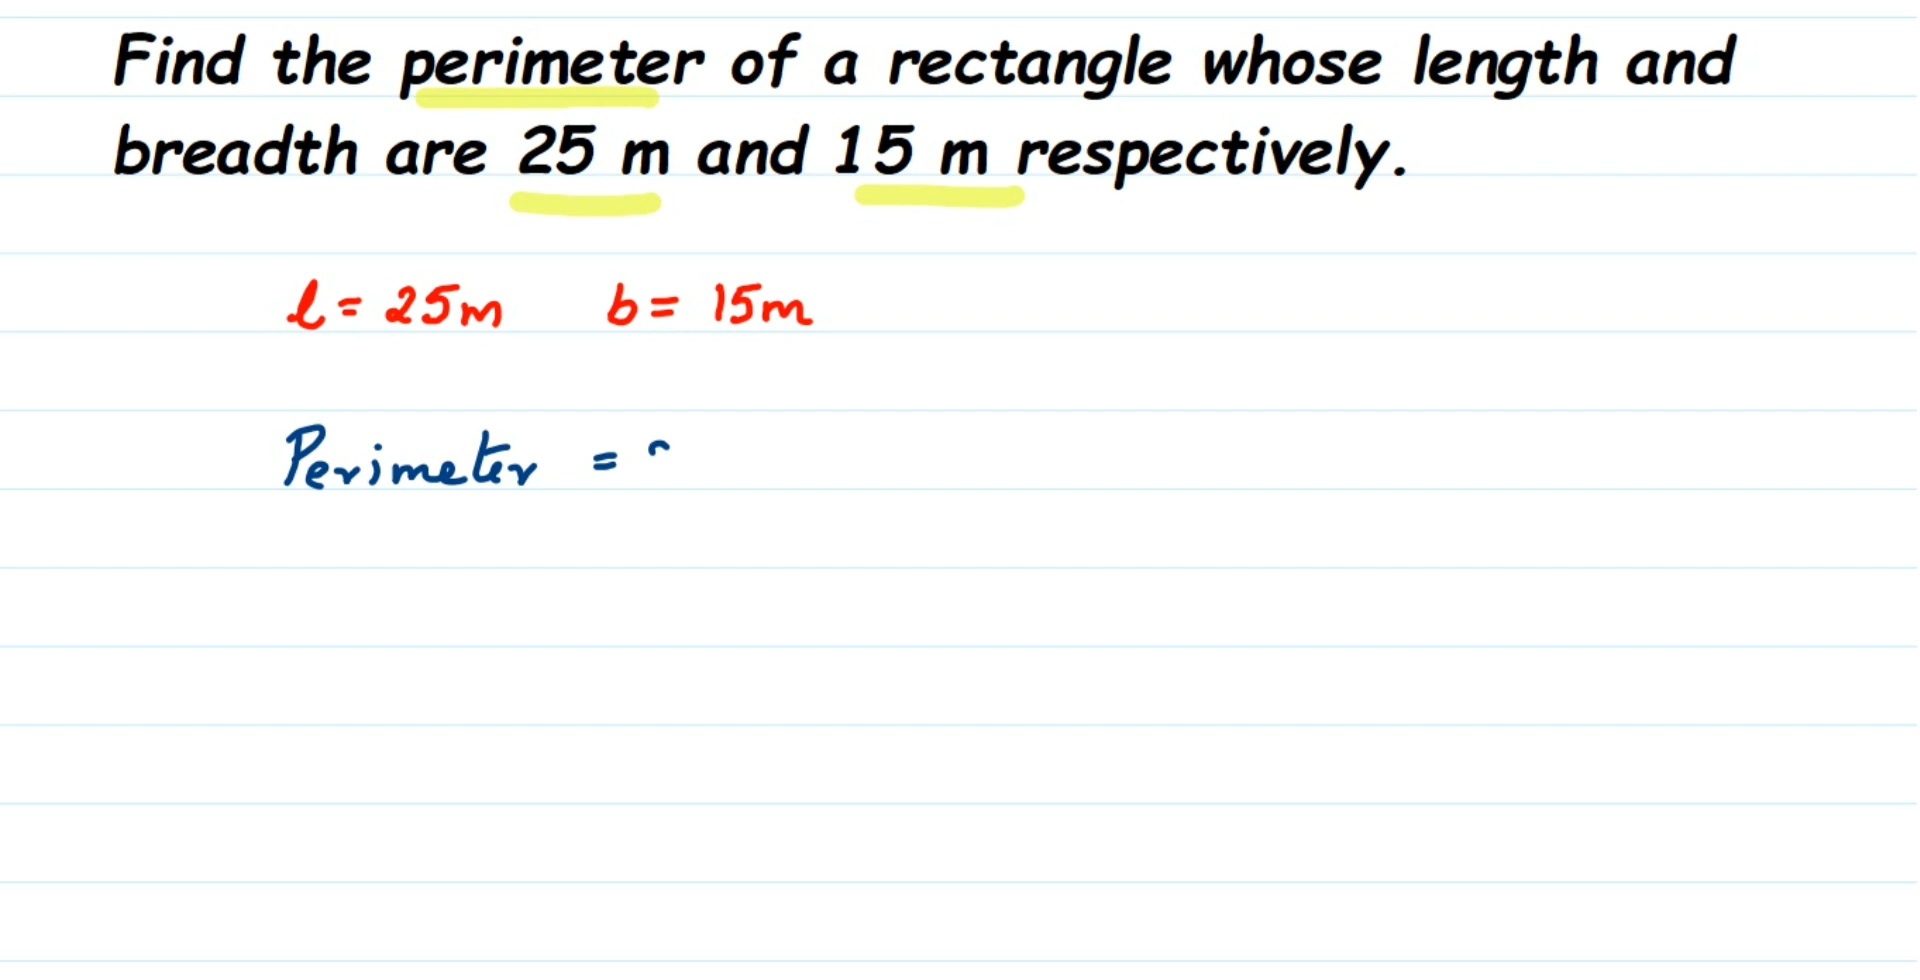 Find the perimeter of a rectangle whose length and
breadth are 25 m and 15 m respectively.
l = 25m b = 15m
Perimeter =